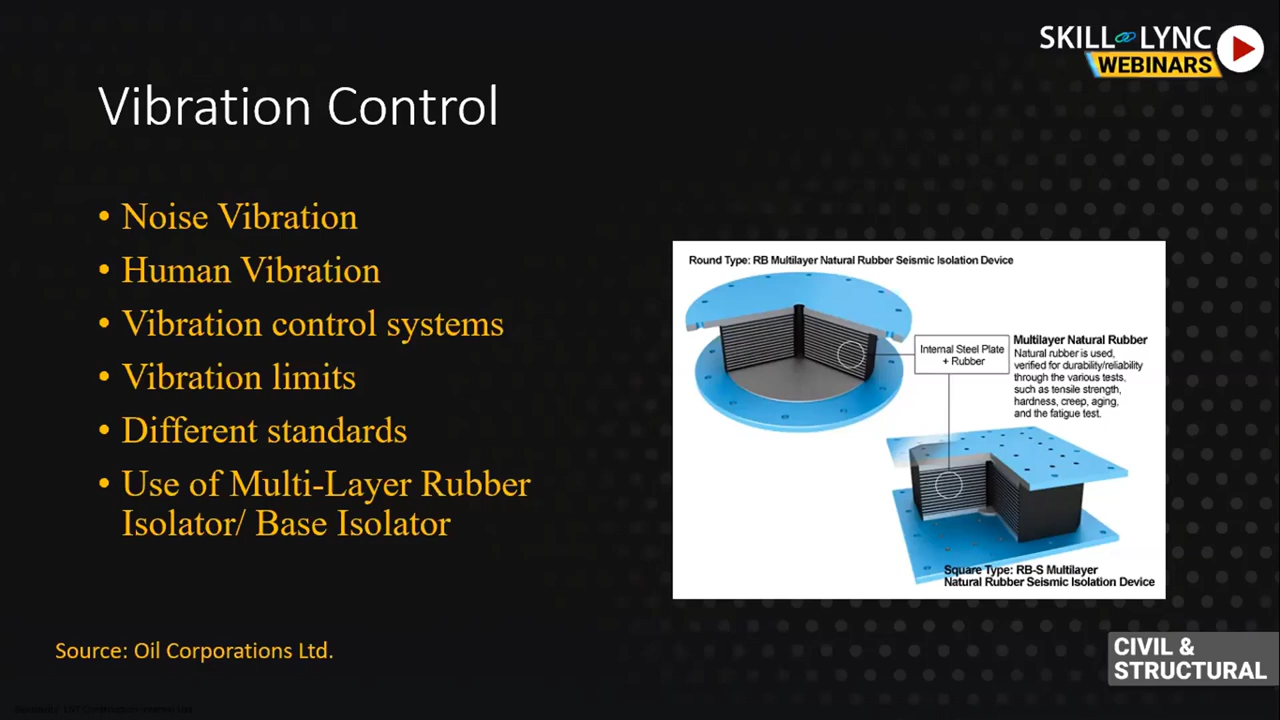 SKILL LYNC
WEBINARS
Vibration Control
• Noise Vibration
• Human Vibration
• Vibration control systems
• Vibration limits
• Different standards
• Use of Multi-Layer Rubber
Isolator/ Base Isolator
Round Type: RB Multilayer Natural Rubber Seismic Isolation Device
Internal Steel Plate
+ Rubber
Multilayer Natural Rubber
Natural rubber is used,
verified for durability/reliability
through the various tests,
such as tensile strength,
hardness, creep, aging,
and the fatigue test.
Square Type: RB-S Multilayer
Natural Rubber Seismic Isolation Device
Source: Oil Corporations Ltd.
CIVIL &
STRUCTURAL